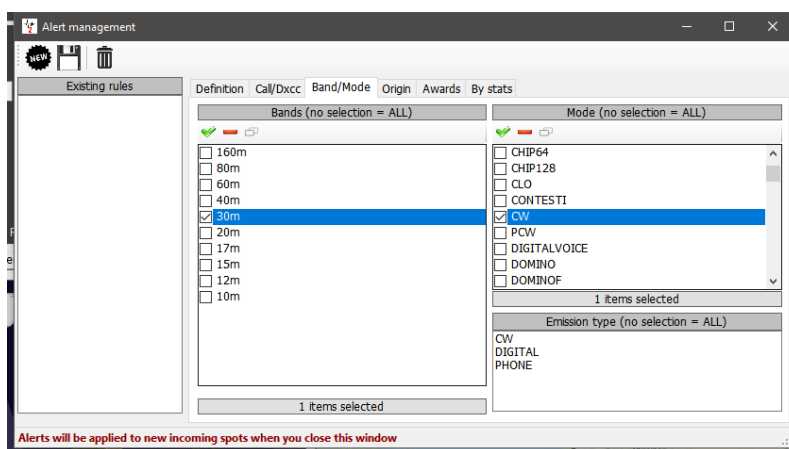 Alert management
NEW
Existing rules
Definition Call/Dxcc Band/Mode Origin Awards By stats
Bands (no selection = ALL)
160m
80m
60m
40m
30m
20m
17m
15m
12m
10m
1 items selected
Mode (no selection = ALL)
CHIP64
CHIP128
CLO
CONTESTI
CW
PCW
DIGITALVOICE
DOMINO
DOMINOF
1 items selected
Emission type (no selection = ALL)
CW
DIGITAL
PHONE
Alerts will be applied to new incoming spots when you close this window